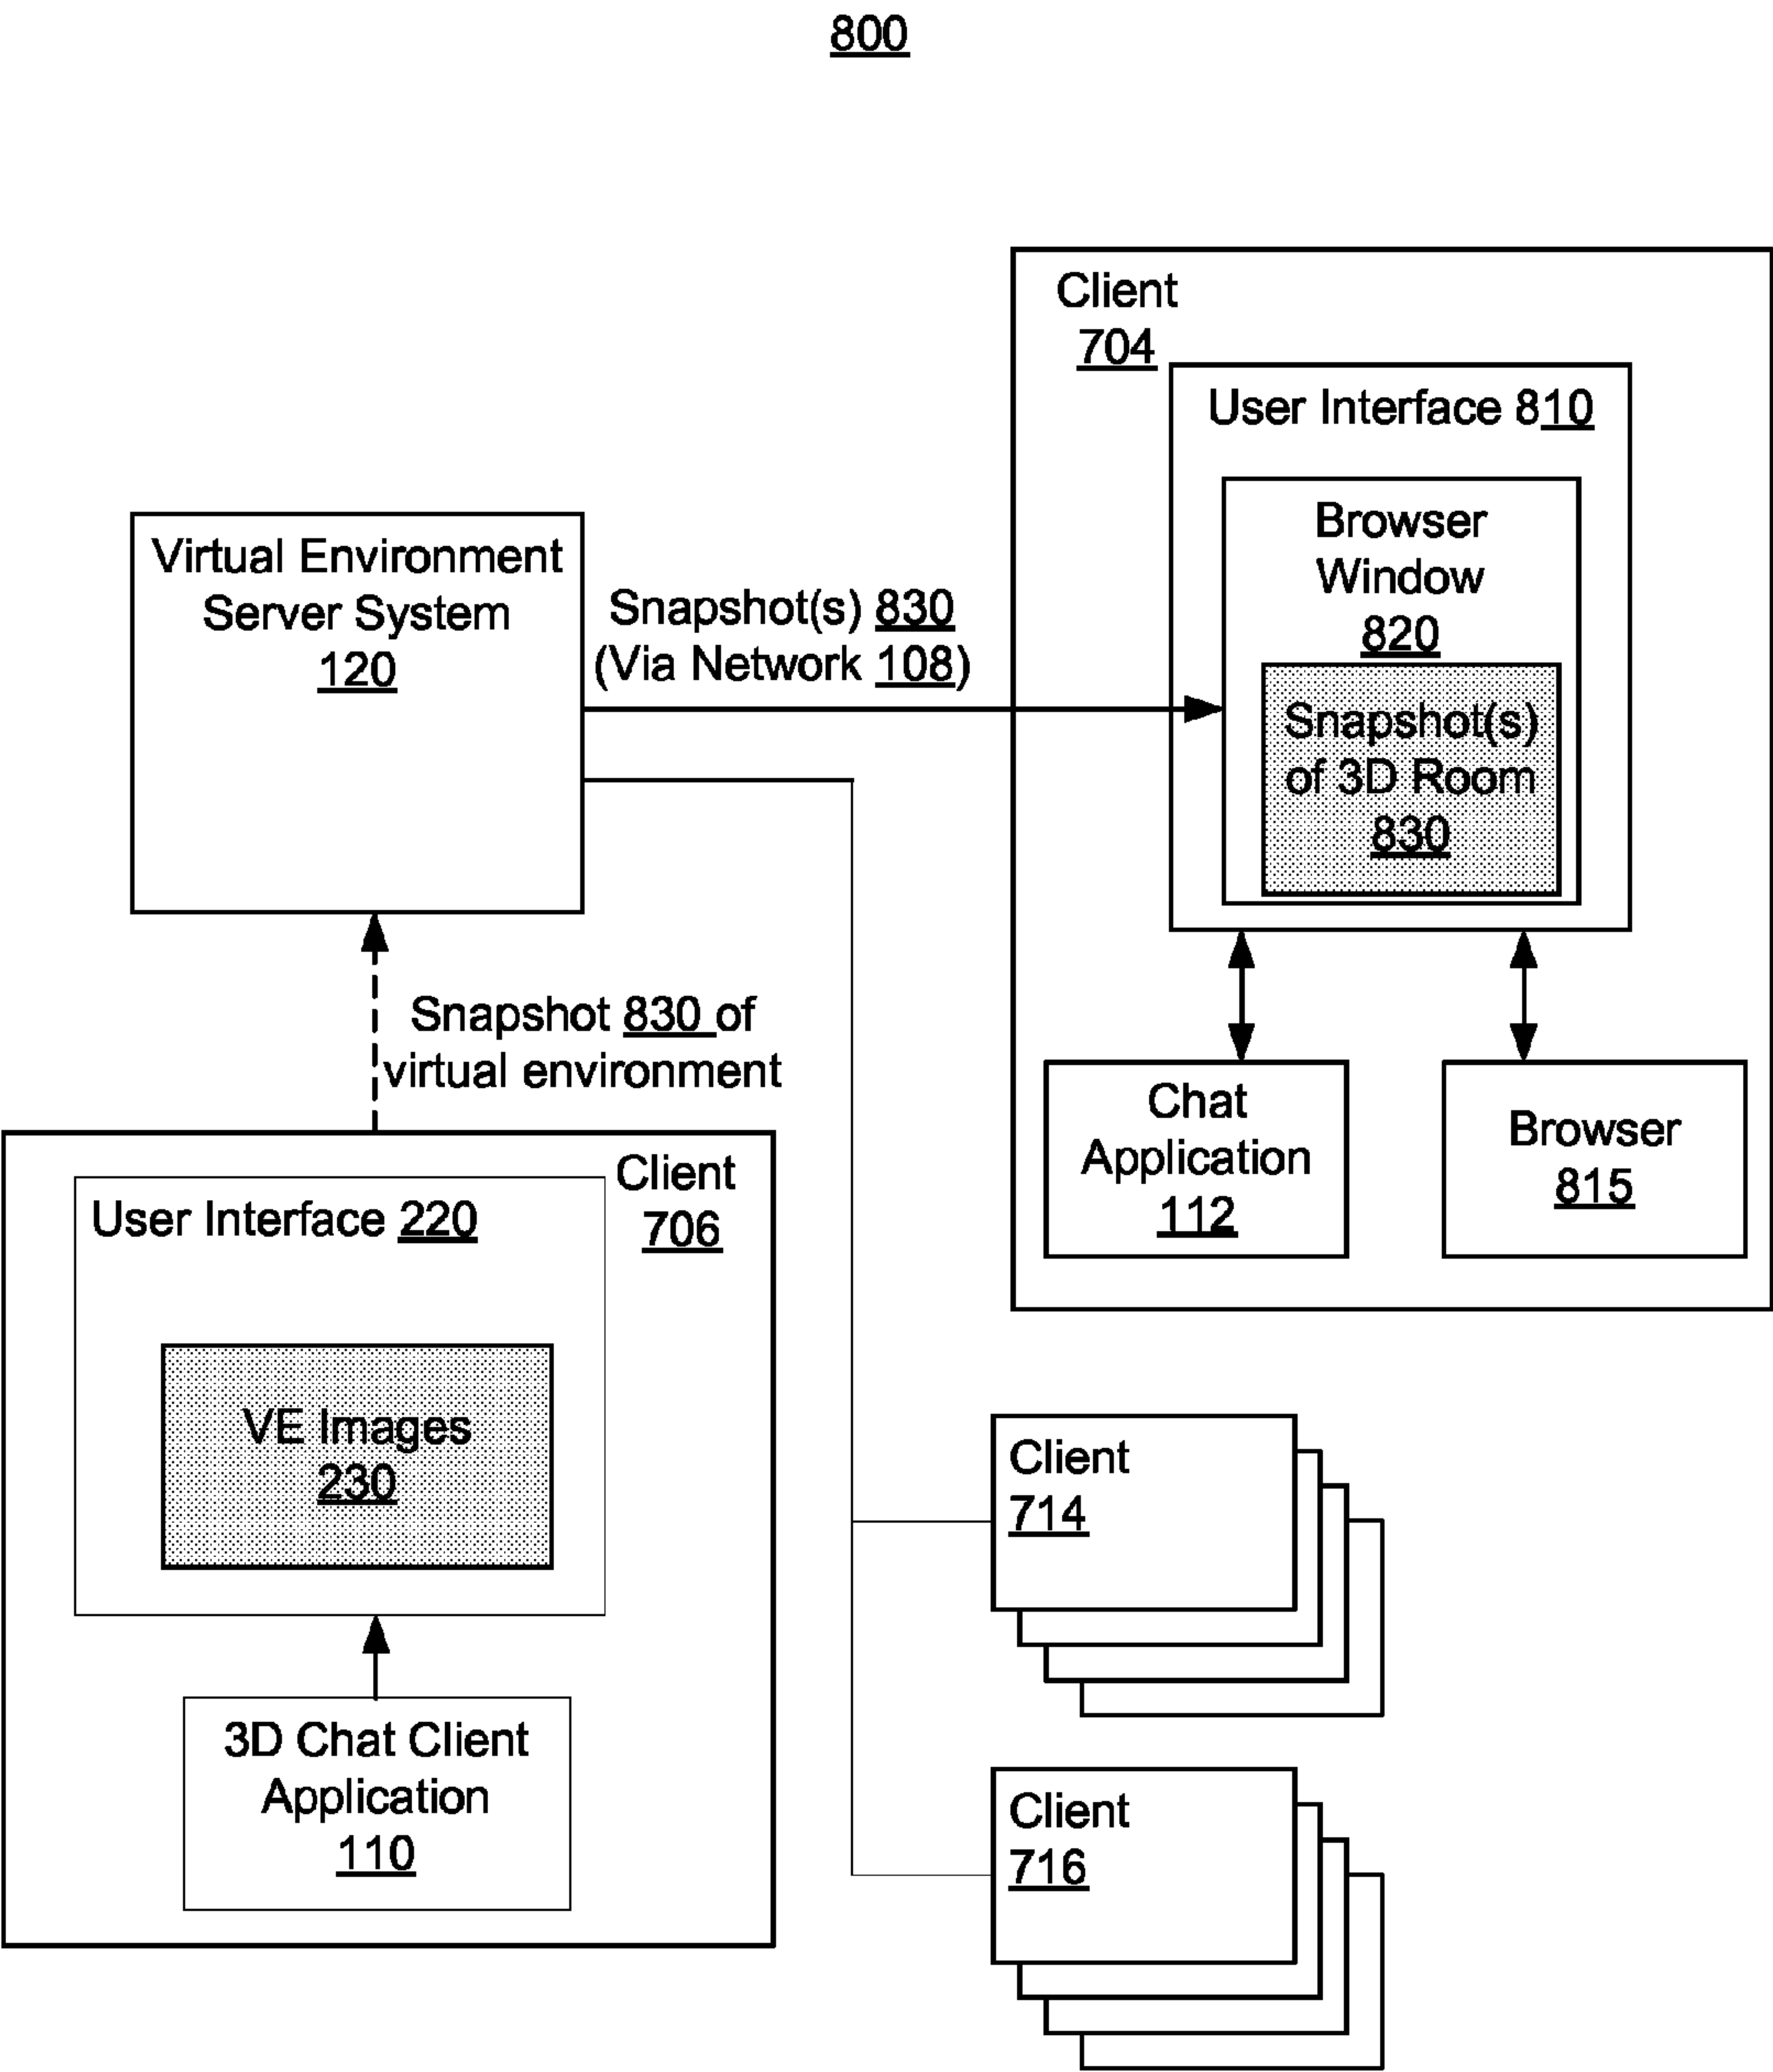 800
Client
704
User Interface 810
Browser
Window
820
Snapshot(s)
of 3D Room
830
Virtual Environment
Server System
120
Snapshot(s) 830
(Via Network 108)
Chat
Application
112
Browser
815
Snapshot 830 of
virtual environment
Client
706
User Interface 220
VE Images
230
3D Chat Client
Application
110
Client
714
Client
716